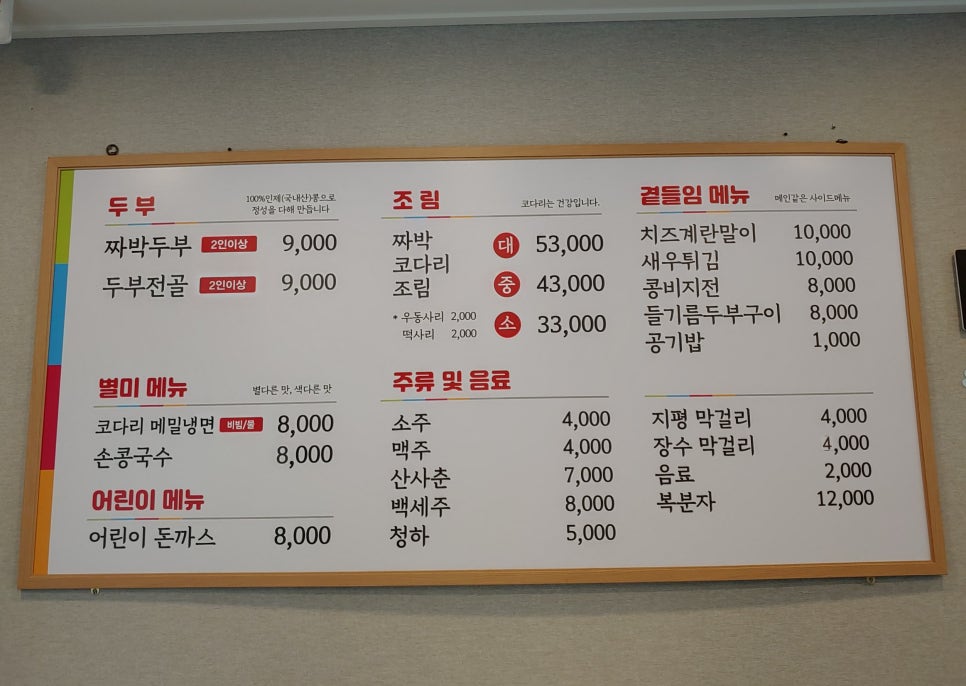 두부
100%인제(국내산)콩으로
정성을 다해 만듭니다
짜박두부 2인이상 9,000
두부전골 2인이상 9,000
별미 메뉴 별다른 맛, 색다른 맛
코다리 메밀냉면 비빔/물 8,000
손콩국수 8,000
어린이 메뉴
어린이 돈까스 8,000
조림 코다리는 건강입니다.
짜박
코다리
조림
대 53,000
중 43,000
소 33,000
* 우동사리 2,000
떡사리 2,000
주류 및 음료
소주 4,000
맥주 4,000
산사춘 7,000
백세주 8,000
청하 5,000
곁들임 메뉴 메인같은 사이드메뉴
치즈계란말이 10,000
새우튀김 10,000
콩비지전 8,000
들기름두부구이 8,000
공기밥 1,000
지평 막걸리 4,000
장수 막걸리 4,000
음료 2,000
복분자 12,000